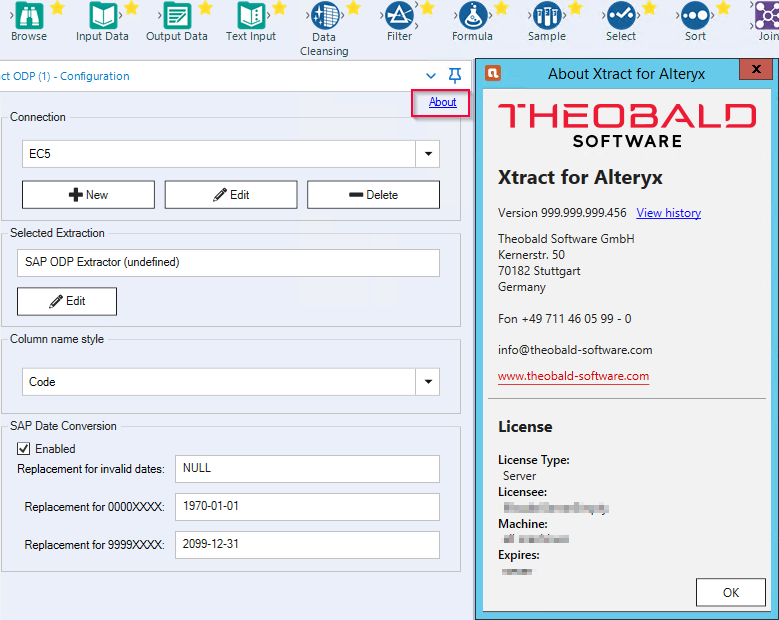 Browse
Input Data
Output Data
Text Input
Data
Cleansing
Filter
Formula
Sample
Select
Sort
Join
ct ODP (1) - Configuration
About
Connection
EC5
New
Edit
Delete
Selected Extraction
SAP ODP Extractor (undefined)
Edit
Column name style
Code
SAP Date Conversion
Enabled
Replacement for invalid dates: NULL
Replacement for 0000XXXX: 1970-01-01
Replacement for 9999XXXX: 2099-12-31
About Xtract for Alteryx
x
THEOBALD
SOFTWARE
Xtract for Alteryx
Version 999.999.999.456 View history
Theobald Software GmbH
Kernerstr. 50
70182 Stuttgart
Germany
Fon +49 711 46 05 99 - 0
info@theobald-software.com
www.theobald-software.com
License
License Type:
Server
Licensee:
Machine:
Expires:
OK